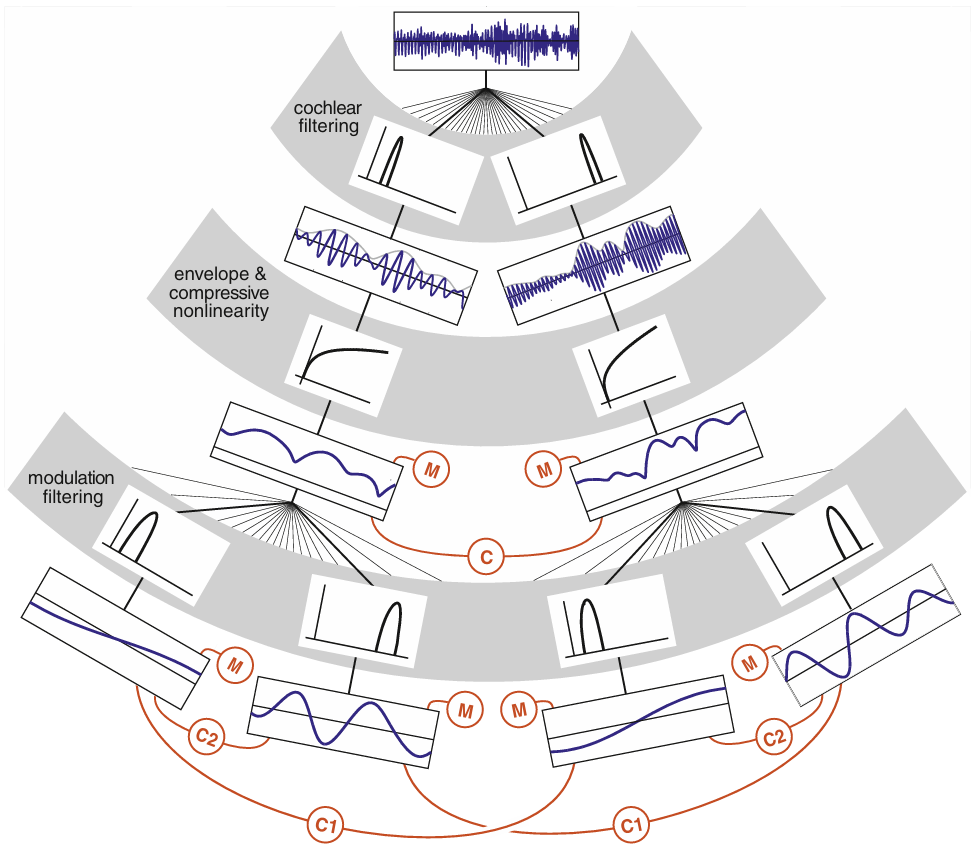 cochlear
filtering
envelope &
compressive
nonlinearity
M
M
modulation
filtering
C
M
M
M
M
C2
C2
C1
C1